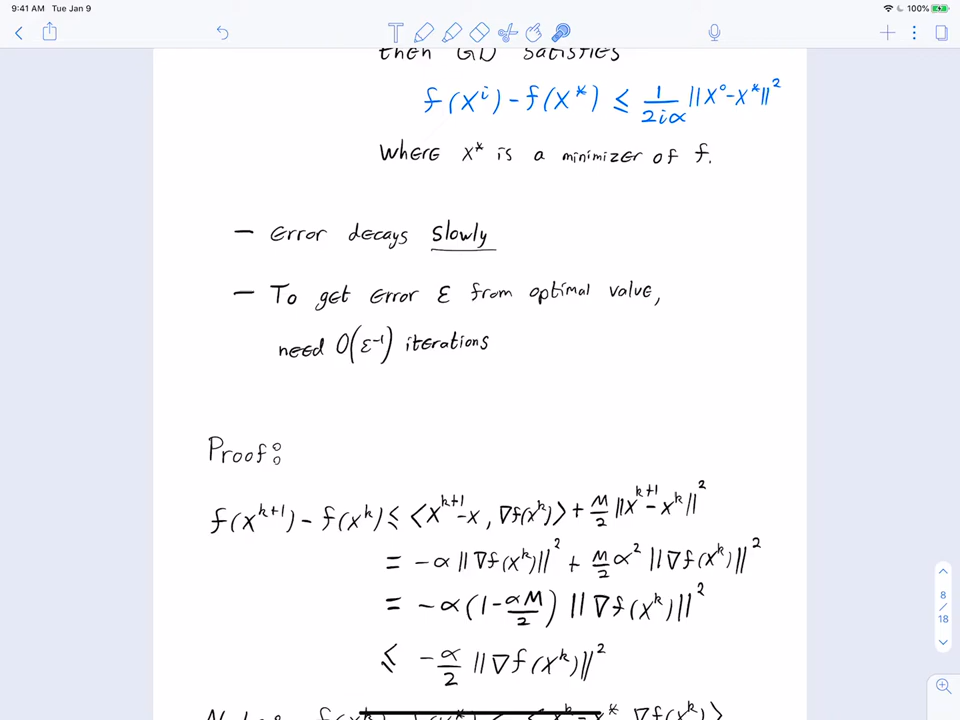 9:41 AM Tue Jan 9
100%
then GD satisfies
f(x^i) - f(x*) ≤ 1/(2iα) ||x^0 - x*||^2
where x* is a minimizer of f.
- Error decays slowly
- To get error ε from optimal value,
need O(ε^-1) iterations
Proof:
f(x^{k+1}) - f(x^k) ≤ ⟨x^{k+1} - x, ∇f(x^k)⟩ + M/2 ||x^{k+1} - x^k||^2
= -α ||∇f(x^k)||^2 + M/2 α^2 ||∇f(x^k)||^2
= -α (1 - αM/2) ||∇f(x^k)||^2
≤ -α/2 ||∇f(x^k)||^2
8
/
18